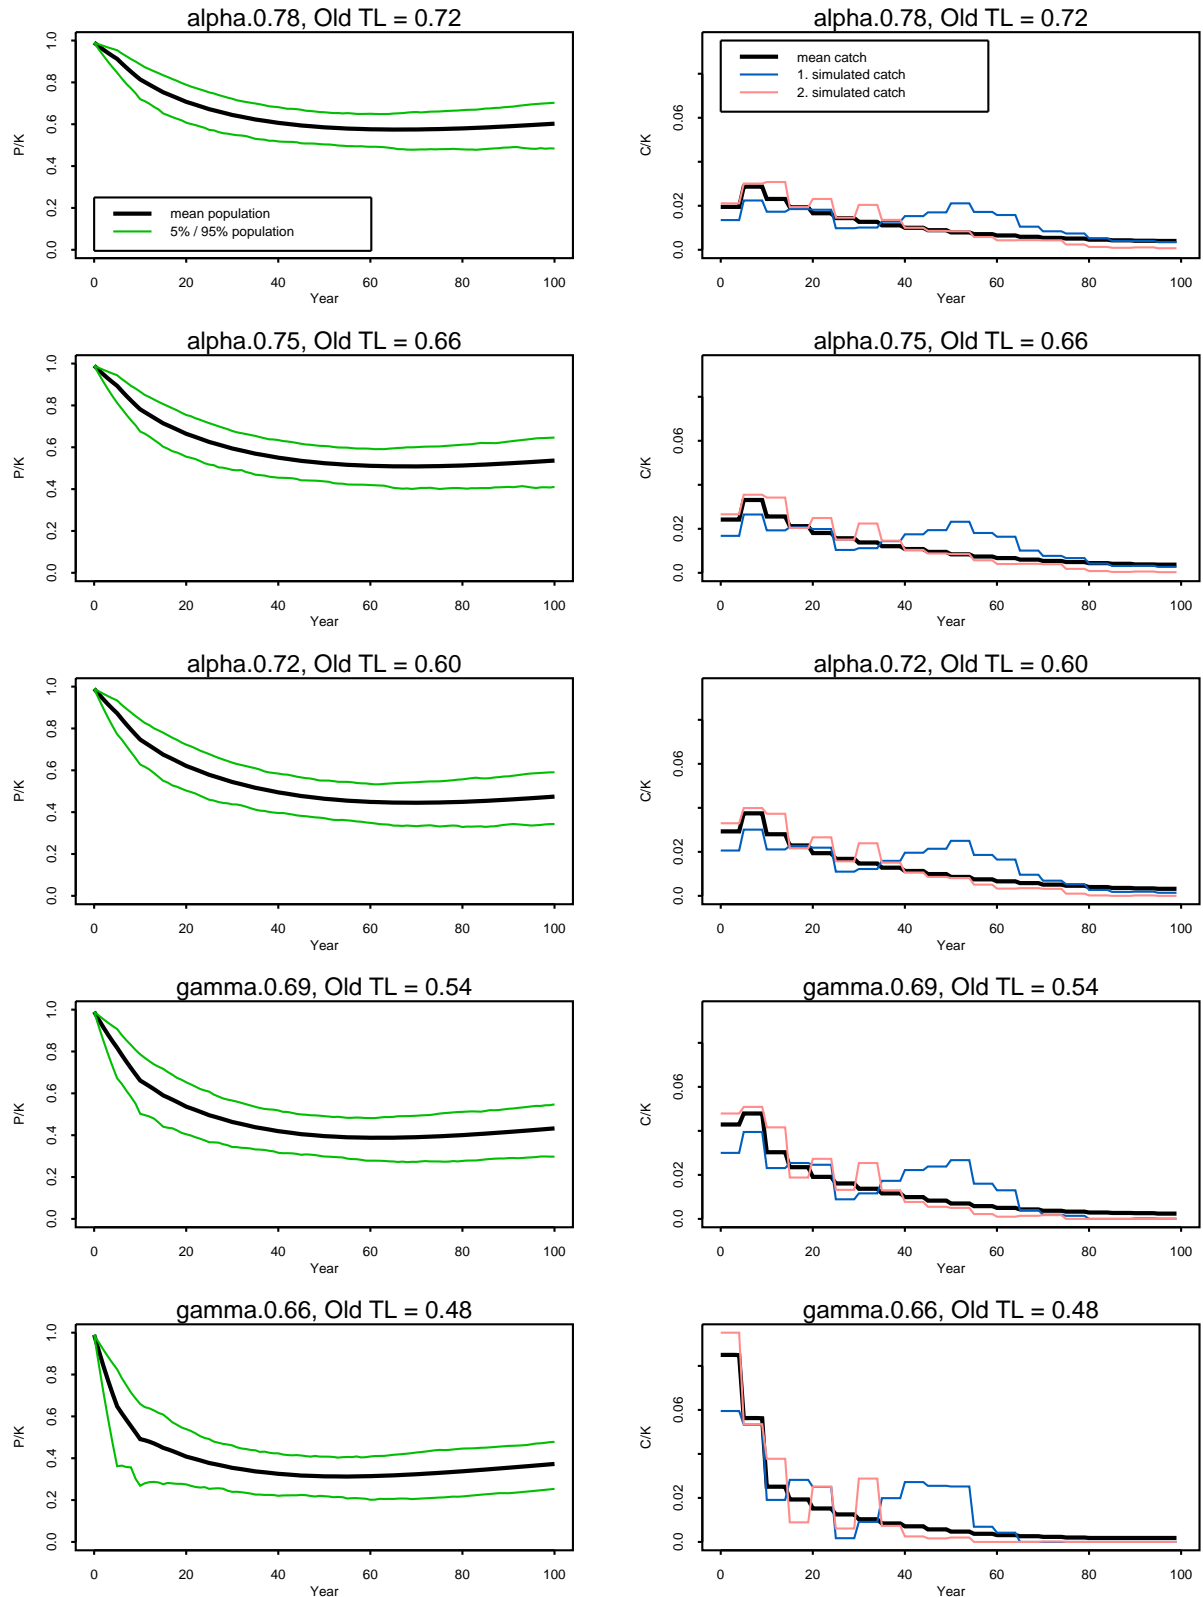 alpha.0.78, Old TL = 0.72
P/K
0.0 0.2 0.4 0.6 0.8 1.0
mean population
5% / 95% population
0 20 40 60 80 100
Year
alpha.0.78, Old TL = 0.72
C/K
0.0 0.02 0.06
mean catch
1. simulated catch
2. simulated catch
0 20 40 60 80 100
Year
alpha.0.75, Old TL = 0.66
P/K
0.0 0.2 0.4 0.6 0.8 1.0
0 20 40 60 80 100
Year
alpha.0.75, Old TL = 0.66
C/K
0.0 0.02 0.06
0 20 40 60 80 100
Year
alpha.0.72, Old TL = 0.60
P/K
0.0 0.2 0.4 0.6 0.8 1.0
0 20 40 60 80 100
Year
alpha.0.72, Old TL = 0.60
C/K
0.0 0.02 0.06
0 20 40 60 80 100
Year
gamma.0.69, Old TL = 0.54
P/K
0.0 0.2 0.4 0.6 0.8 1.0
0 20 40 60 80 100
Year
gamma.0.69, Old TL = 0.54
C/K
0.0 0.02 0.06
0 20 40 60 80 100
Year
gamma.0.66, Old TL = 0.48
P/K
0.0 0.2 0.4 0.6 0.8 1.0
0 20 40 60 80 100
Year
gamma.0.66, Old TL = 0.48
C/K
0.0 0.02 0.06
0 20 40 60 80 100
Year